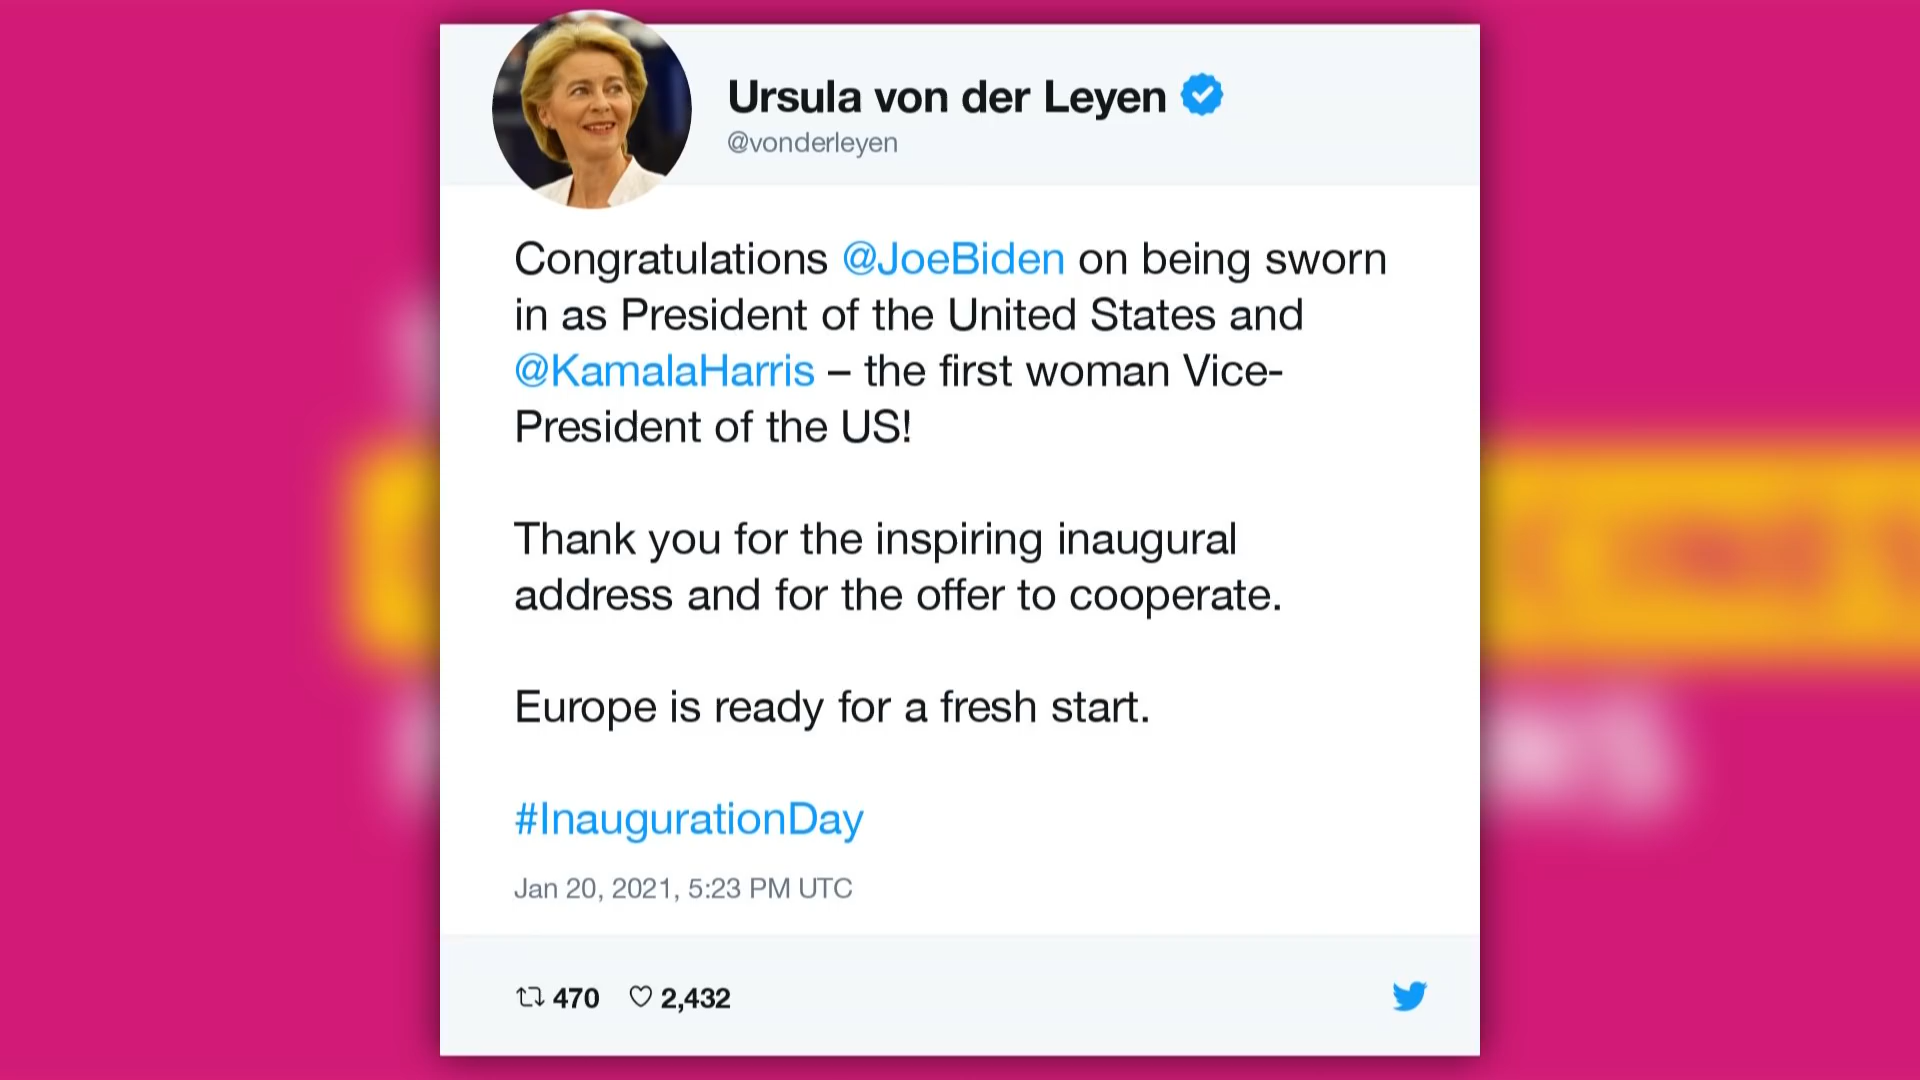 Ursula von der Leyen
@vonderleyen
Congratulations @JoeBiden on being sworn
in as President of the United States and
@KamalaHarris – the first woman Vice-
President of the US!
Thank you for the inspiring inaugural
address and for the offer to cooperate.
Europe is ready for a fresh start.
#InaugurationDay
Jan 20, 2021, 5:23 PM UTC
470 2,432